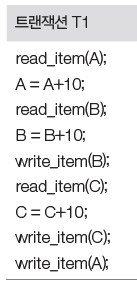 트랜잭션 T1
read_item(A);
A = A+10;
read_item(B);
B = B+10;
write_item(B);
read_item(C);
C = C+10;
write_item(C);
write_item(A);